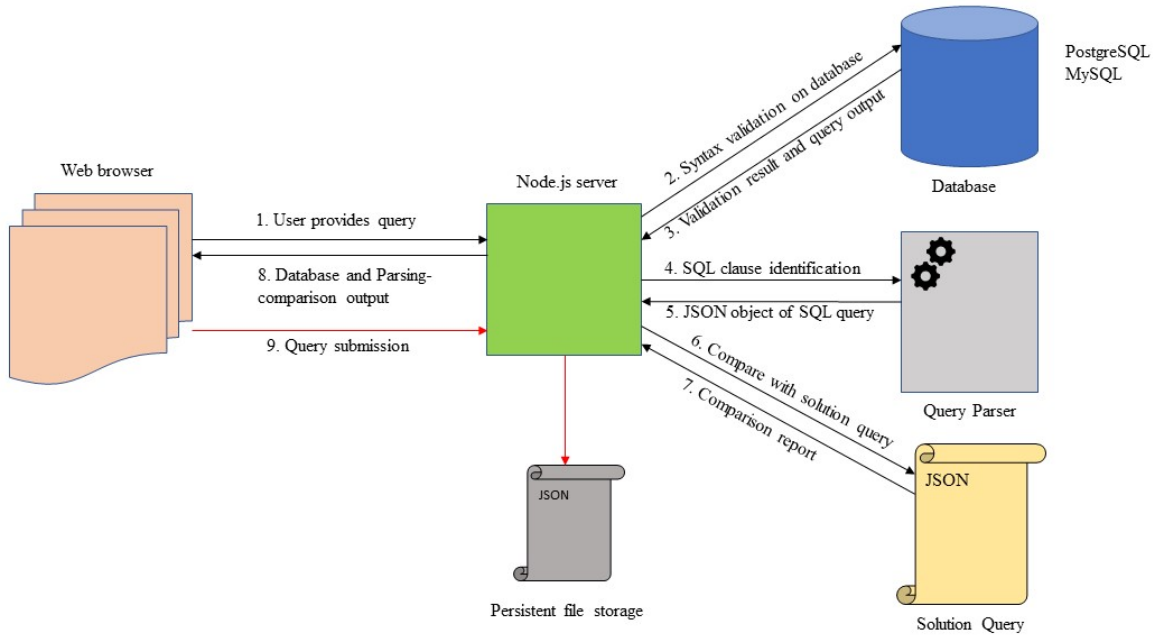 PostgreSQL
MySQL
Database
Web browser
Node.js server
2. Syntax validation on database
3. Validation result and query output
1. User provides query
8. Database and Parsing-
comparison output
9. Query submission
4. SQL clause identification
5. JSON object of SQL query
Query Parser
6. Compare with solution query
7. Comparison report
JSON
Solution Query
JSON
Persistent file storage